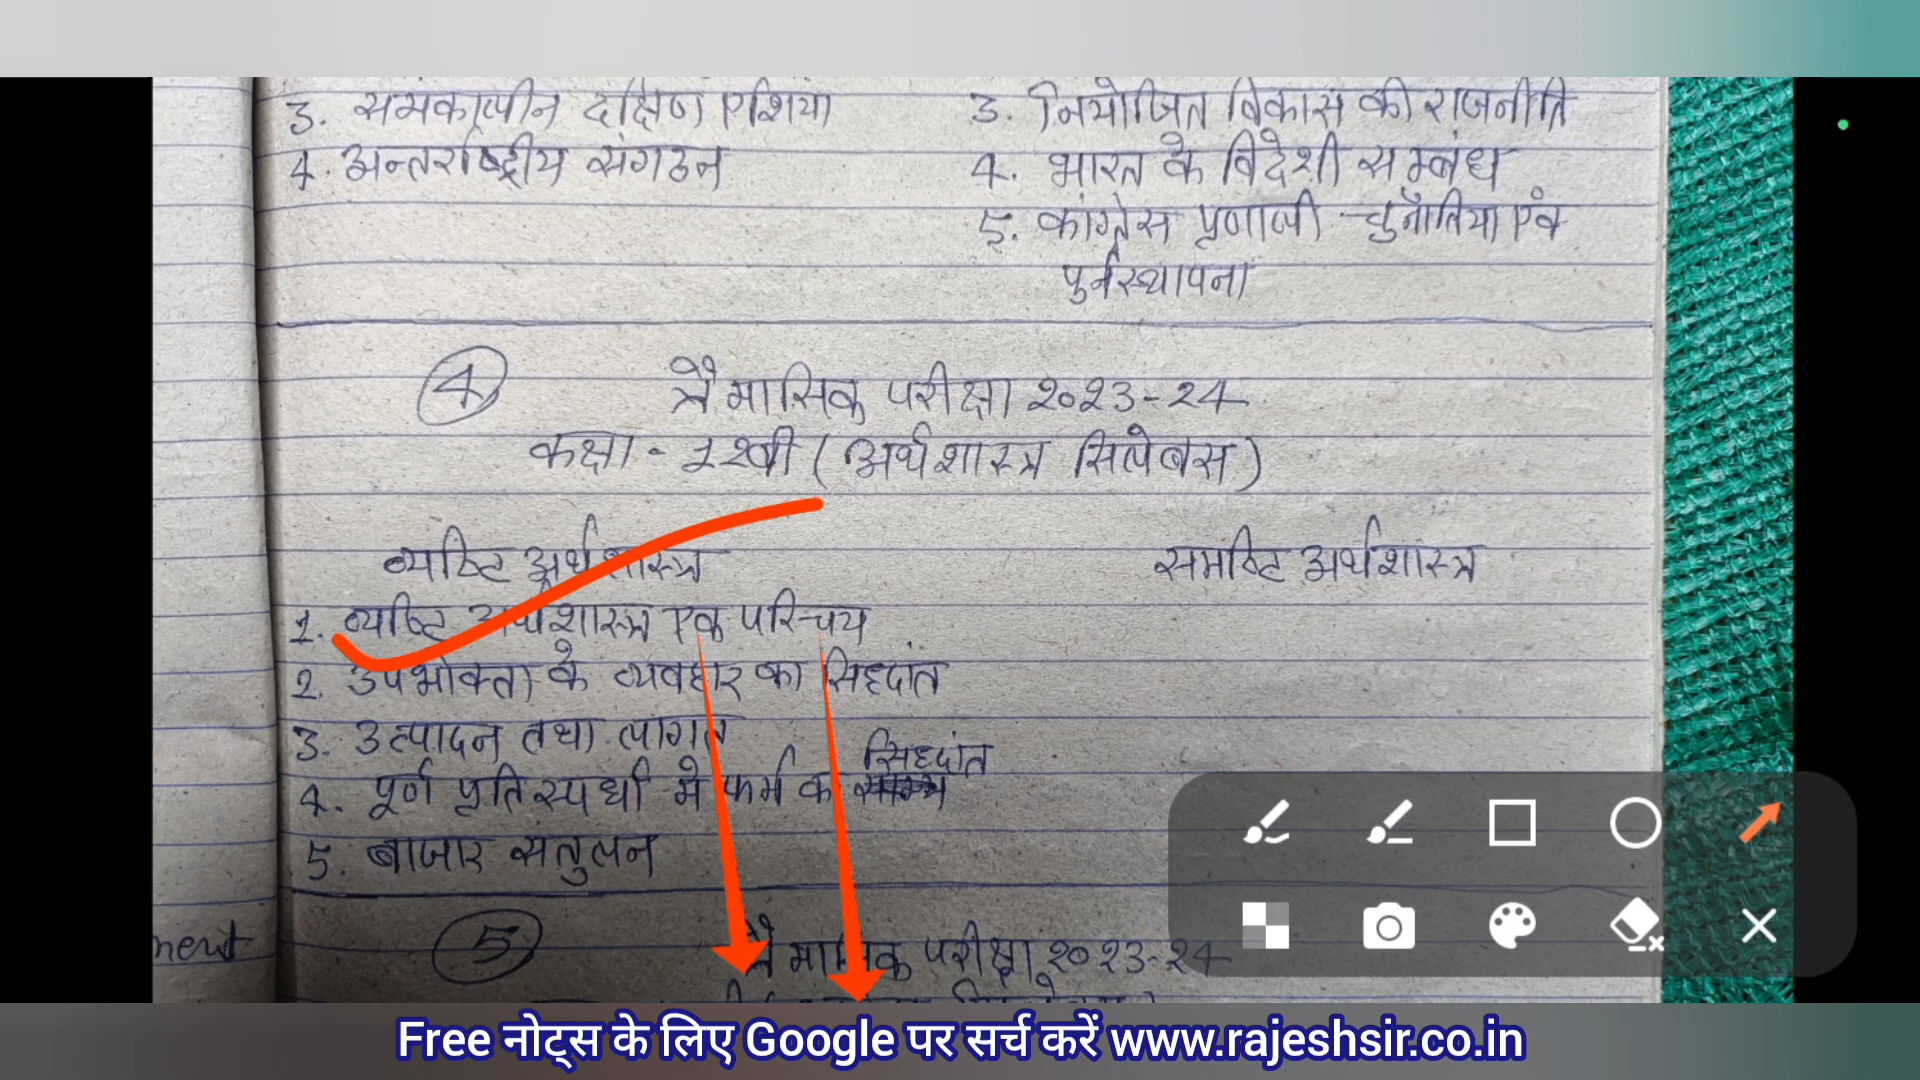 3. समकालीन दक्षिण एशिया
4. अन्तर्राष्ट्रीय संगठन
3. नियोजित विकास की राजनीति
4. भारत के विदेशी सम्बंध
5. कांग्रेस प्रणाली - चुनौतिया एवं
पुर्नस्थापना
4
त्रैमासिक परीक्षा 2023-24
कक्षा - 12वी (अर्थशास्त्र सिलेबस)
व्यष्टि अर्थशास्त्र
1. व्यष्टि अर्थशास्त्र एक परिचय
2. उपभोक्ता के व्यवहार का सिद्दांत
3. उत्पादन तथा लागत
4. पूर्ण प्रतिस्पर्धा मे फर्म का सिद्दांत
5. बाजार संतुलन
समष्टि अर्थशास्त्र
5
त्रैमासिक परीक्षा 2023-24
Free नोट्स के लिए Google पर सर्च करें www.rajeshsir.co.in